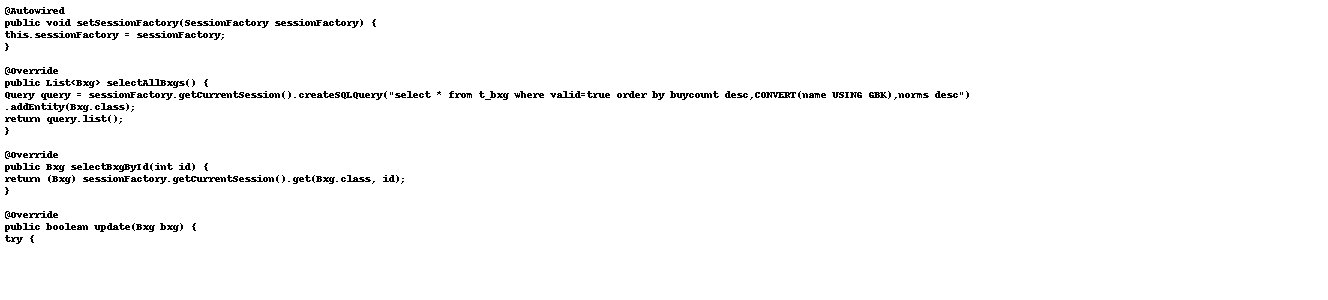 @Autowired
public void setSessionFactory(SessionFactory sessionFactory) {
this.sessionFactory = sessionFactory;
}
@Override
public List<Bxg> selectAllBxgs() {
Query query = sessionFactory.getCurrentSession().createSQLQuery("select * from t_bxg where valid=true order by buycount desc,CONVERT(name USING GBK),norms desc")
.addEntity(Bxg.class);
return query.list();
}
@Override
public Bxg selectBxgById(int id) {
return (Bxg) sessionFactory.getCurrentSession().get(Bxg.class, id);
}
@Override
public boolean update(Bxg bxg) {
try {